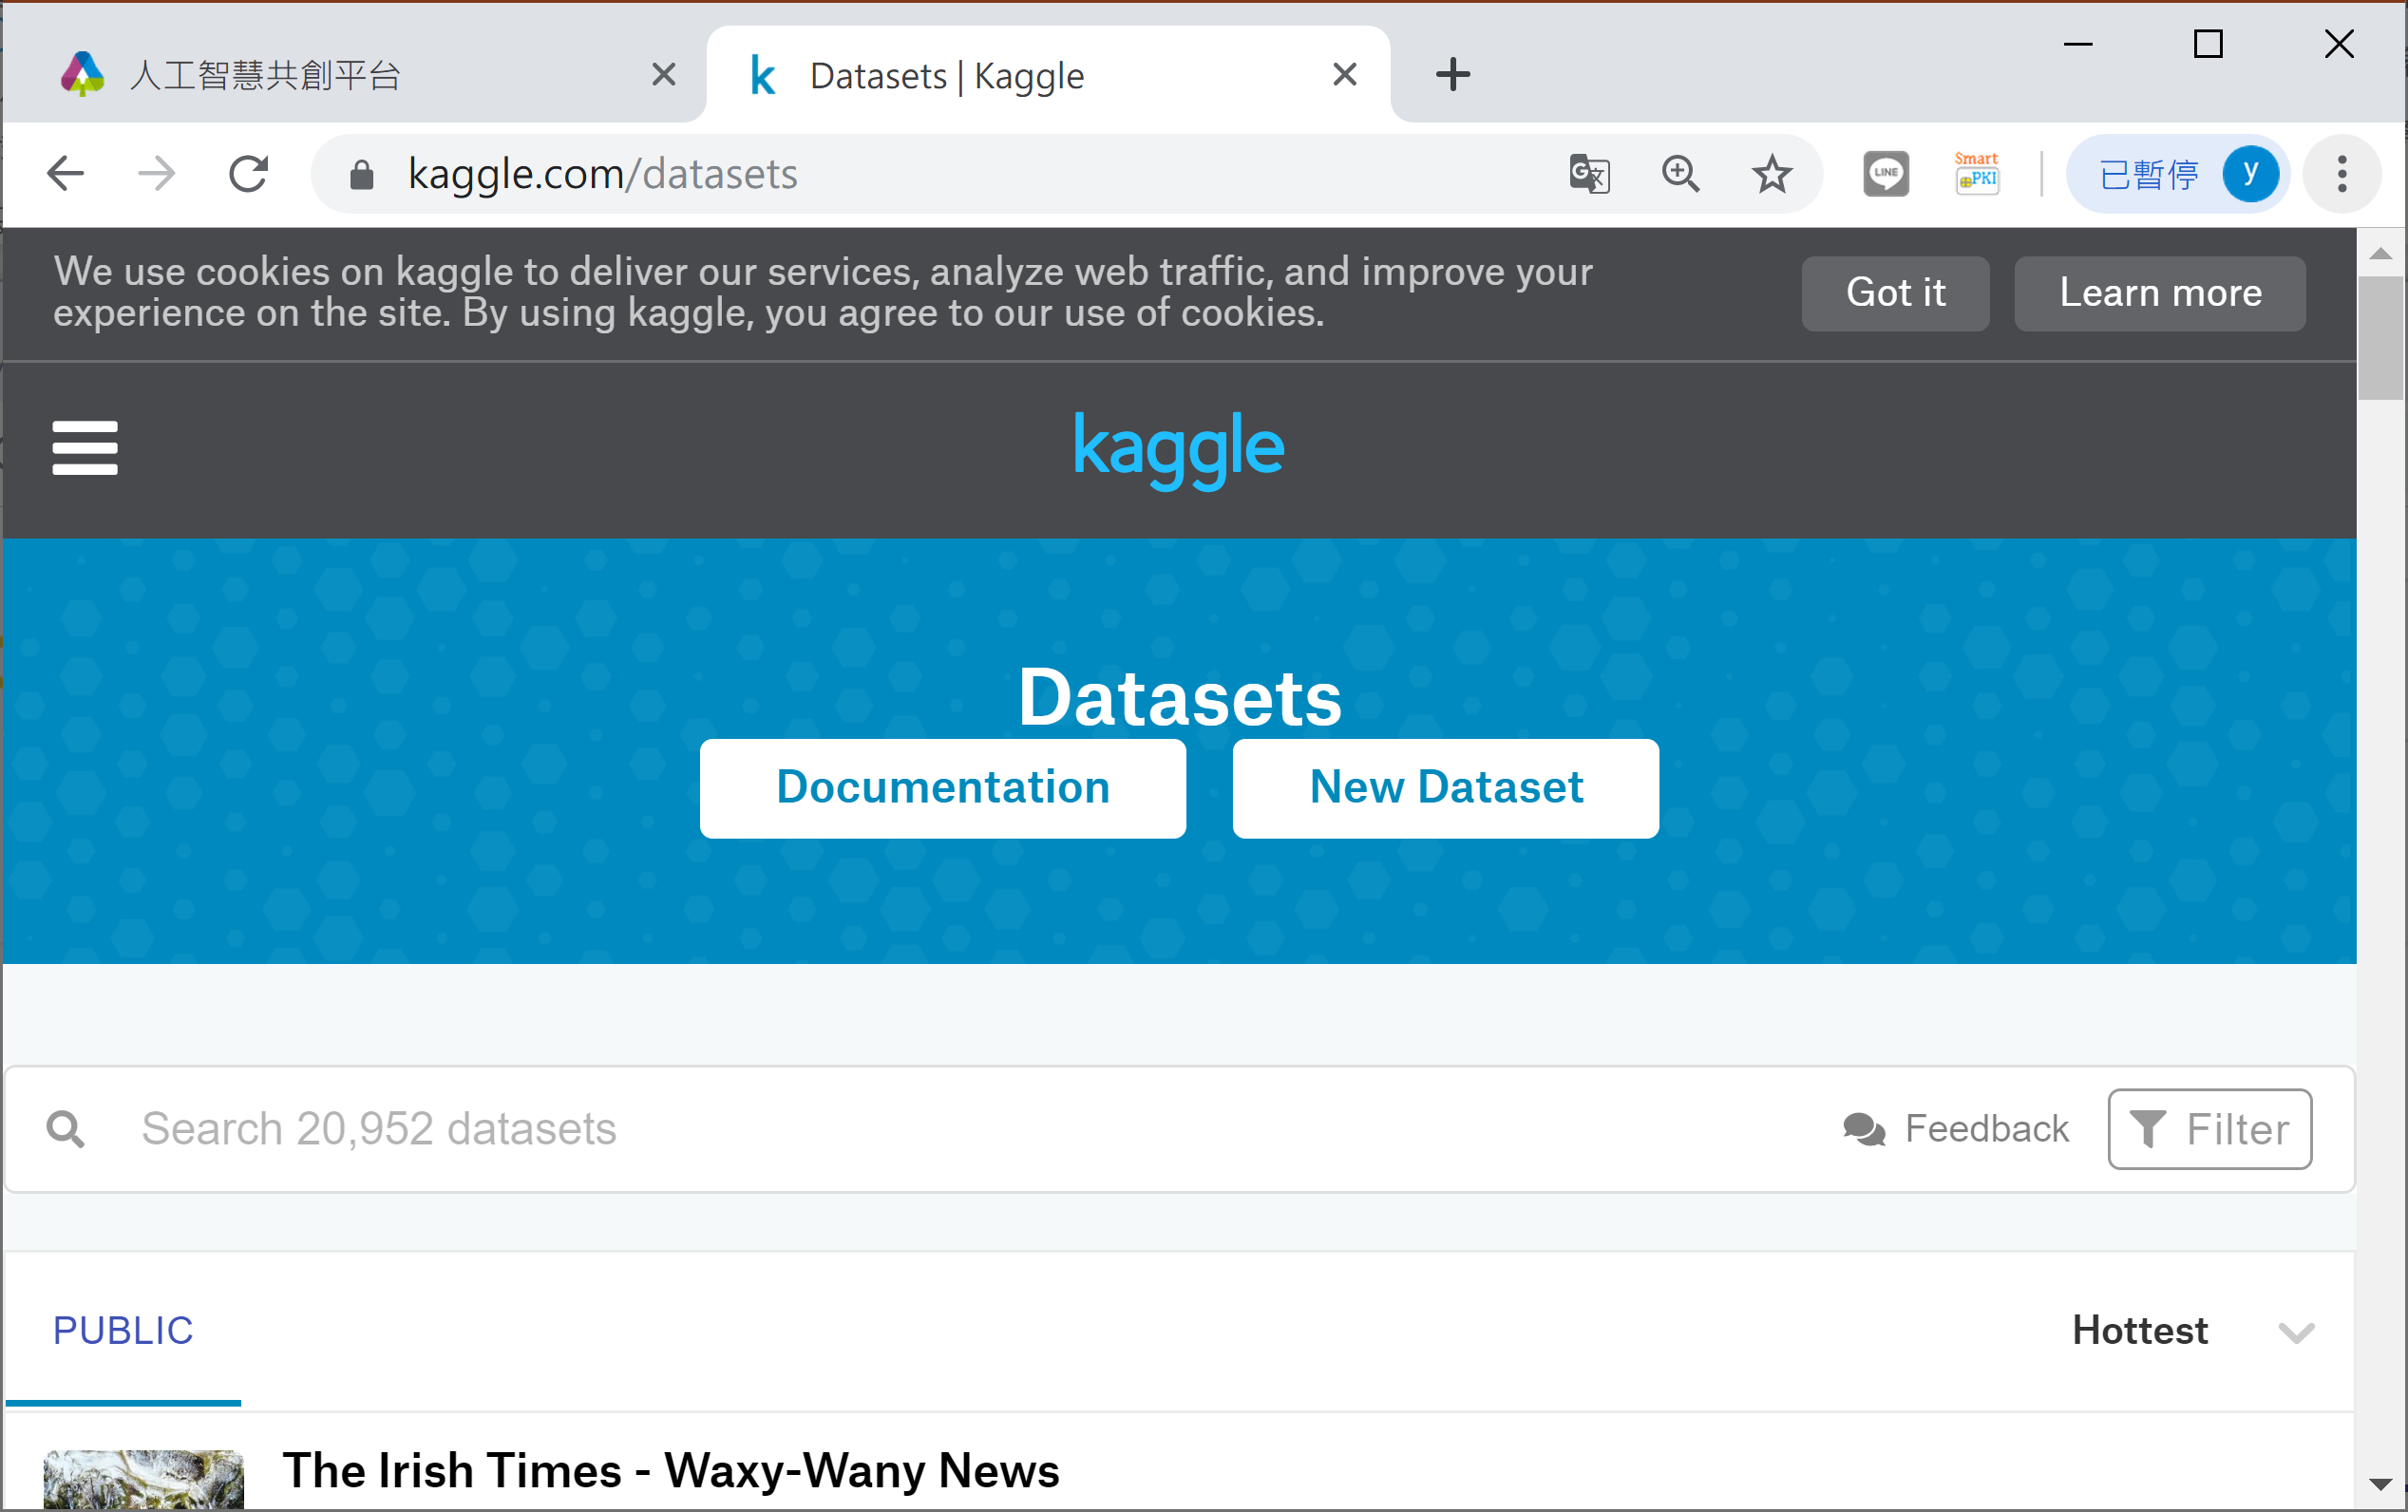 人工智慧共創平台
k Datasets | Kaggle
kaggle.com/datasets
LINE
Smart PKI
已暫停
y
We use cookies on kaggle to deliver our services, analyze web traffic, and improve your
experience on the site. By using kaggle, you agree to our use of cookies.
Got it
Learn more
kaggle
Datasets
Documentation
New Dataset
Search 20,952 datasets
Feedback
Filter
PUBLIC
Hottest
The Irish Times - Waxy-Wany News